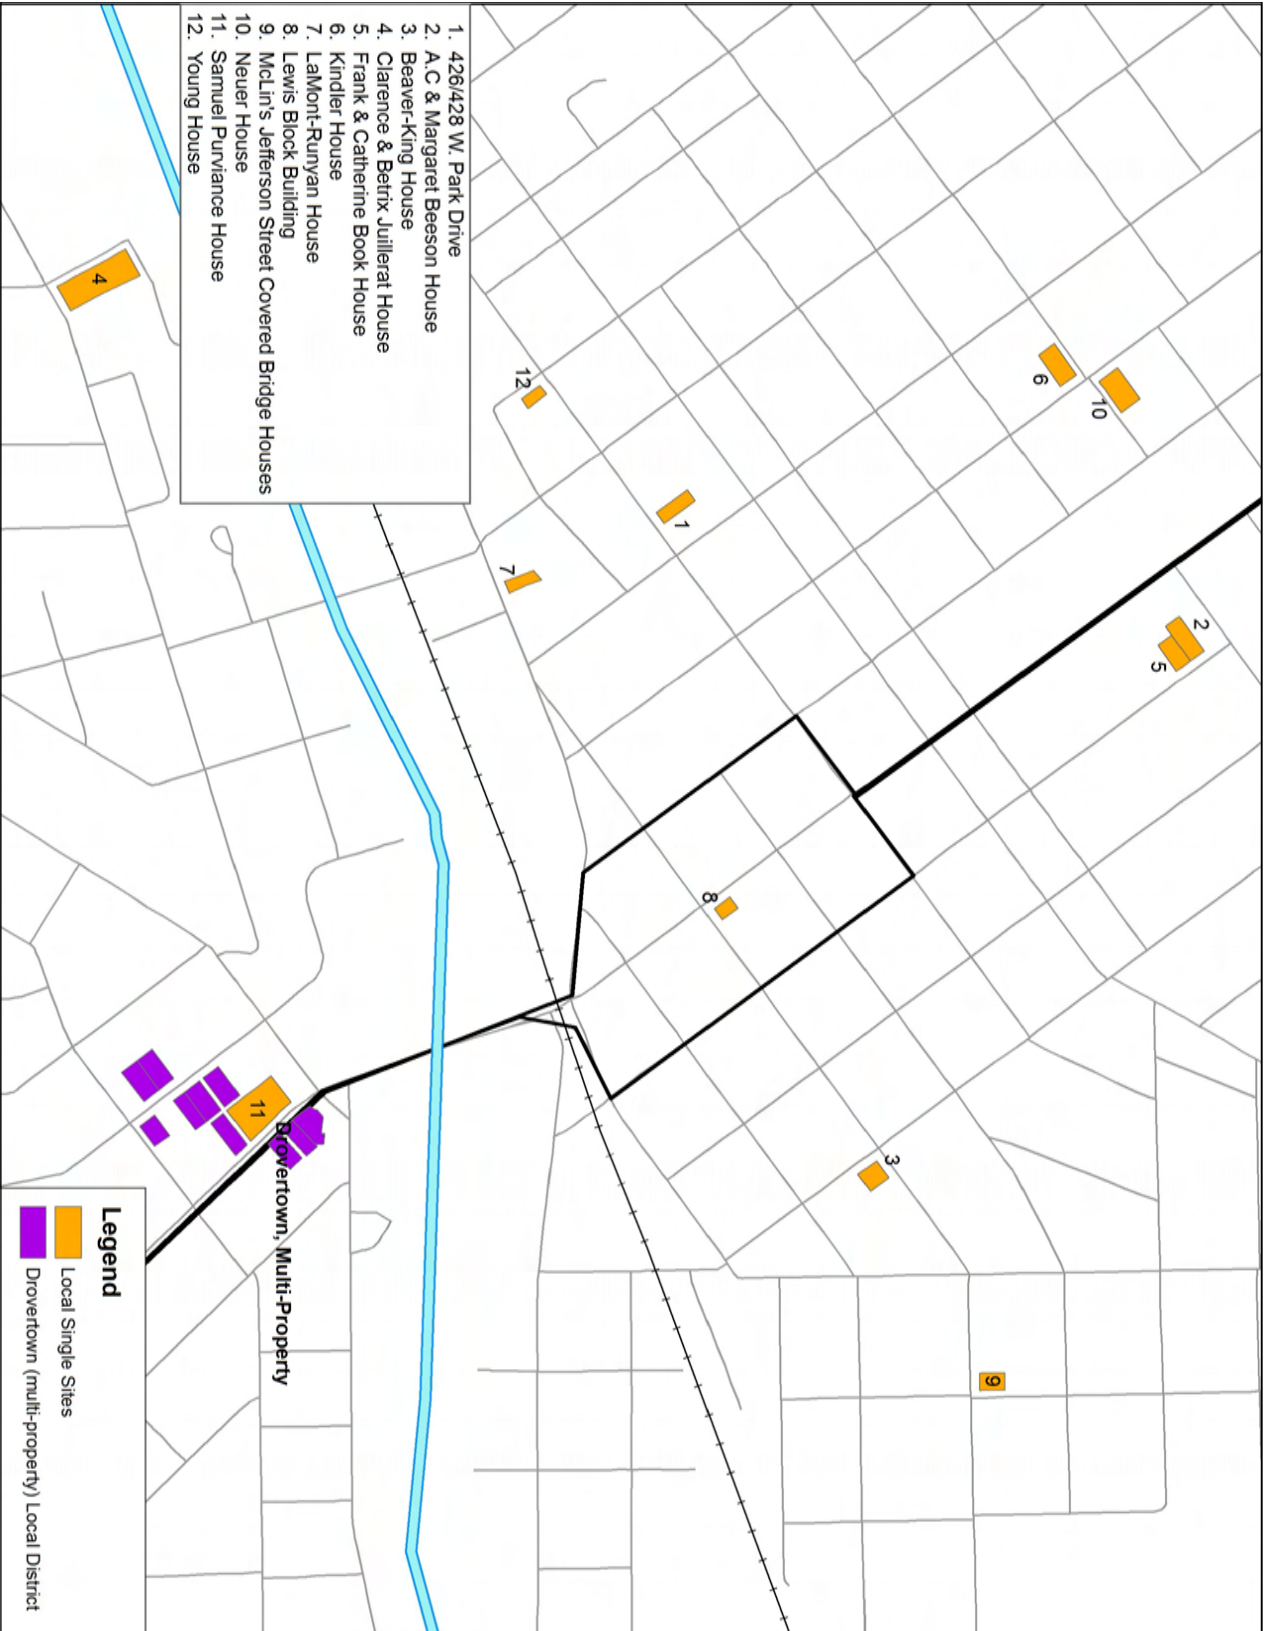 1. 426/428 W. Park Drive
2. A.C & Margaret Beeson House
3. Beaver-King House
4. Clarence & Betrix Juillerat House
5. Frank & Catherine Book House
6. Kindler House
7. LaMont-Runyan House
8. Lewis Block Building
9. McLin's Jefferson Street Covered Bridge Houses
10. Neuer House
11. Samuel Purviance House
12. Young House
2
5
10
6
3
9
1
8
12
7
4
11
Drovertown, Multi-Property
Legend
Local Single Sites
Drovertown (multi-property) Local District